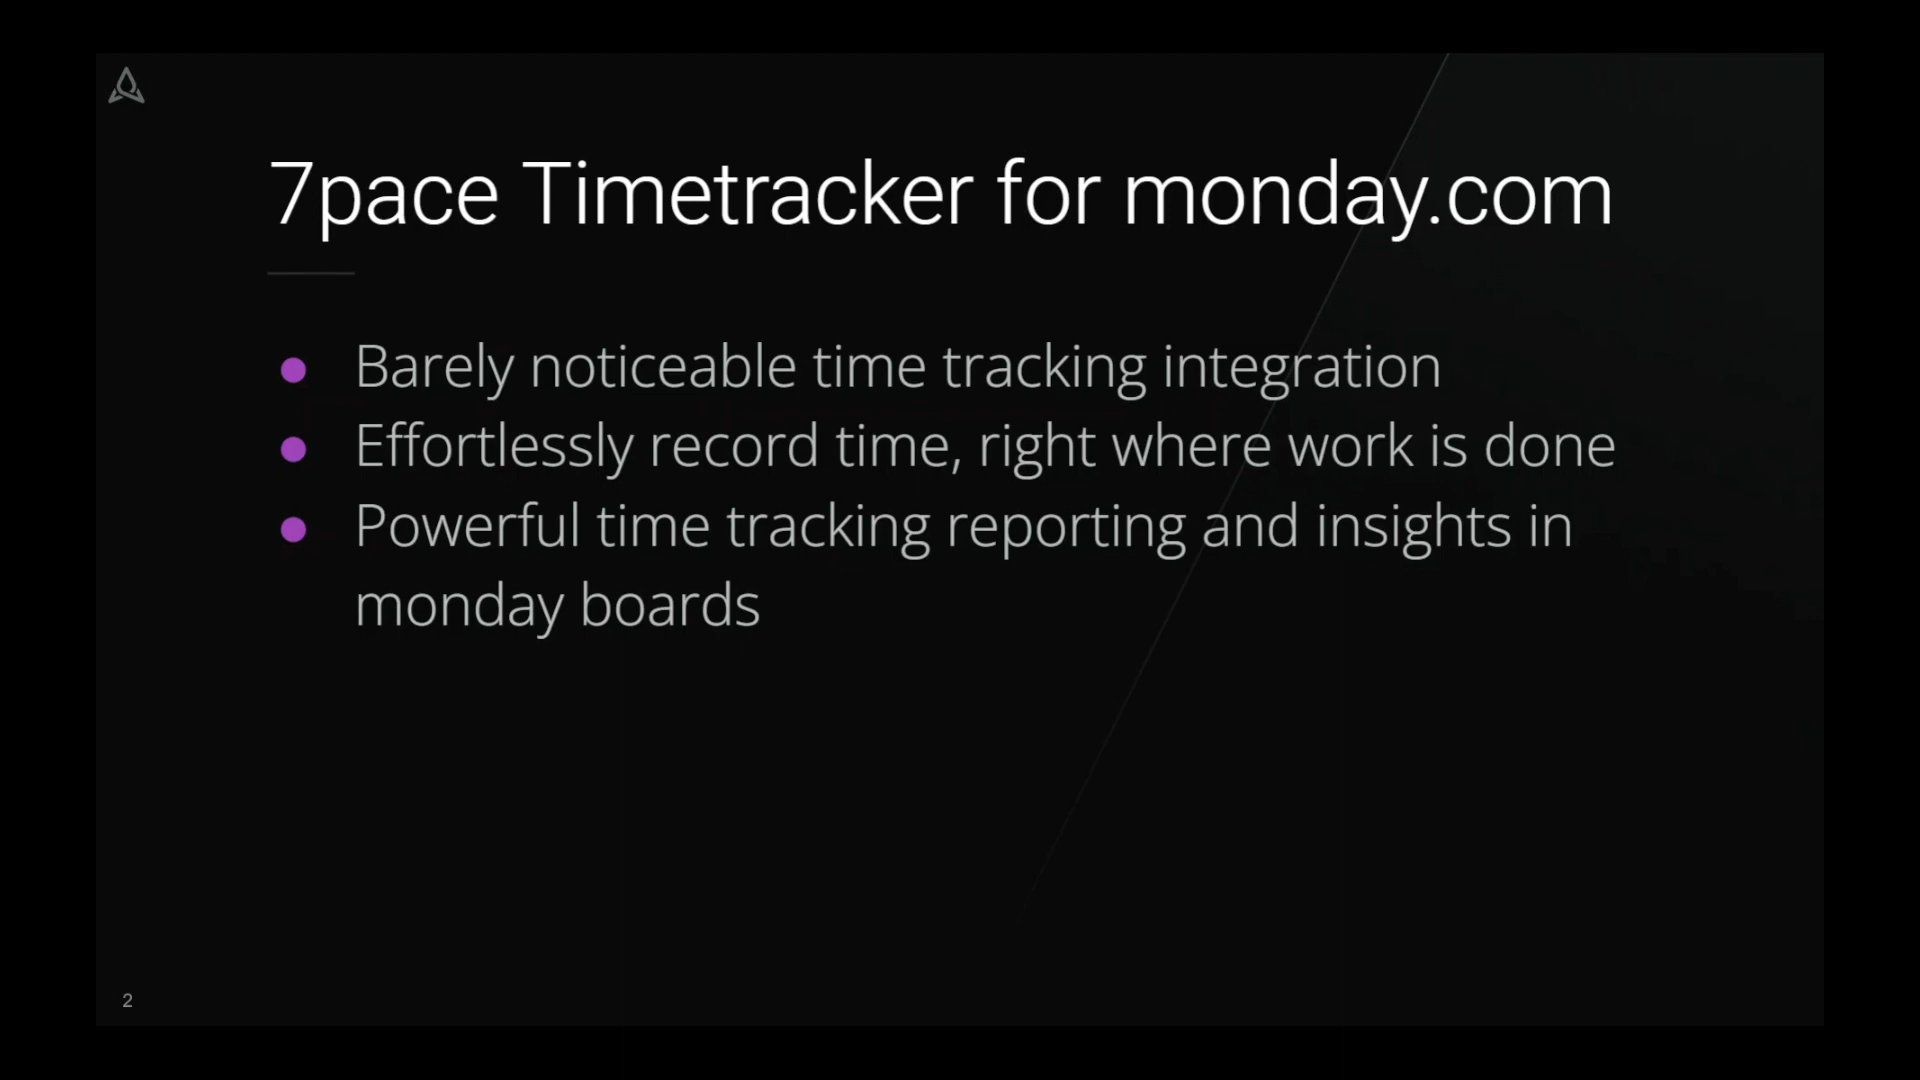 7pace Timetracker for monday.com
Barely noticeable time tracking integration
Effortlessly record time, right where work is done
Powerful time tracking reporting and insights in
monday boards
2